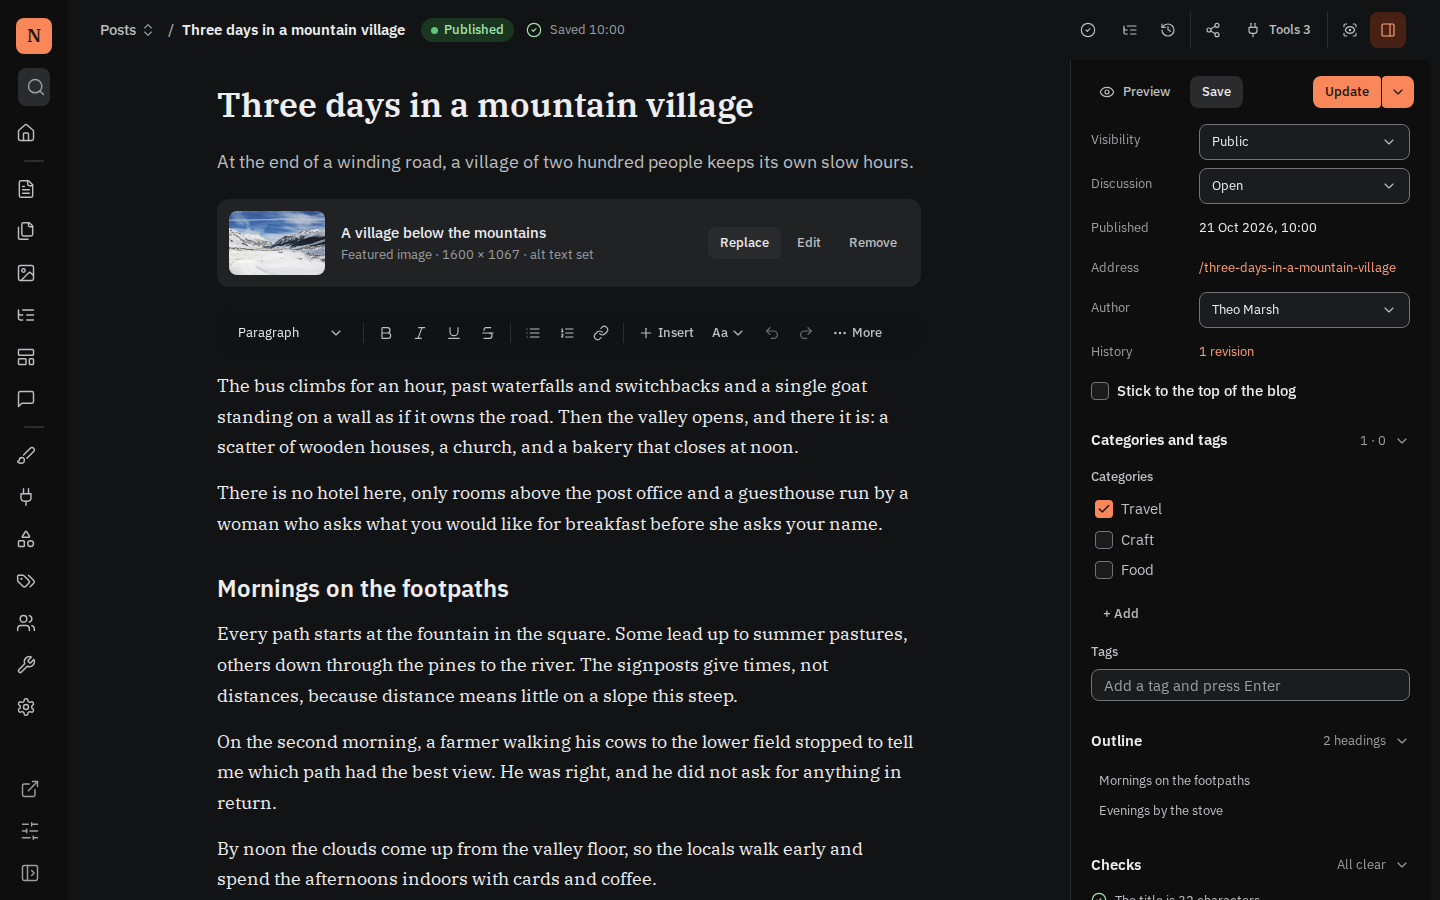 N
Posts / Three days in a mountain village Published Saved 10:00
Tools 3
Preview Save Update
Three days in a mountain village
At the end of a winding road, a village of two hundred people keeps its own slow hours.
A village below the mountains
Featured image · 1600 × 1067 · alt text set
Replace Edit Remove
Paragraph B I U S Insert Aa More
The bus climbs for an hour, past waterfalls and switchbacks and a single goat
standing on a wall as if it owns the road. Then the valley opens, and there it is: a
scatter of wooden houses, a church, and a bakery that closes at noon.
There is no hotel here, only rooms above the post office and a guesthouse run by a
woman who asks what you would like for breakfast before she asks your name.
Mornings on the footpaths
Every path starts at the fountain in the square. Some lead up to summer pastures,
others down through the pines to the river. The signposts give times, not
distances, because distance means little on a slope this steep.
On the second morning, a farmer walking his cows to the lower field stopped to tell
me which path had the best view. He was right, and he did not ask for anything in
return.
By noon the clouds come up from the valley floor, so the locals walk early and
spend the afternoons indoors with cards and coffee.
Visibility Public
Discussion Open
Published 21 Oct 2026, 10:00
Address /three-days-in-a-mountain-village
Author Theo Marsh
History 1 revision
Stick to the top of the blog
Categories and tags 1 · 0
Categories
Travel
Craft
Food
+ Add
Tags
Add a tag and press Enter
Outline 2 headings
Mornings on the footpaths
Evenings by the stove
Checks All clear
The title is 32 characters